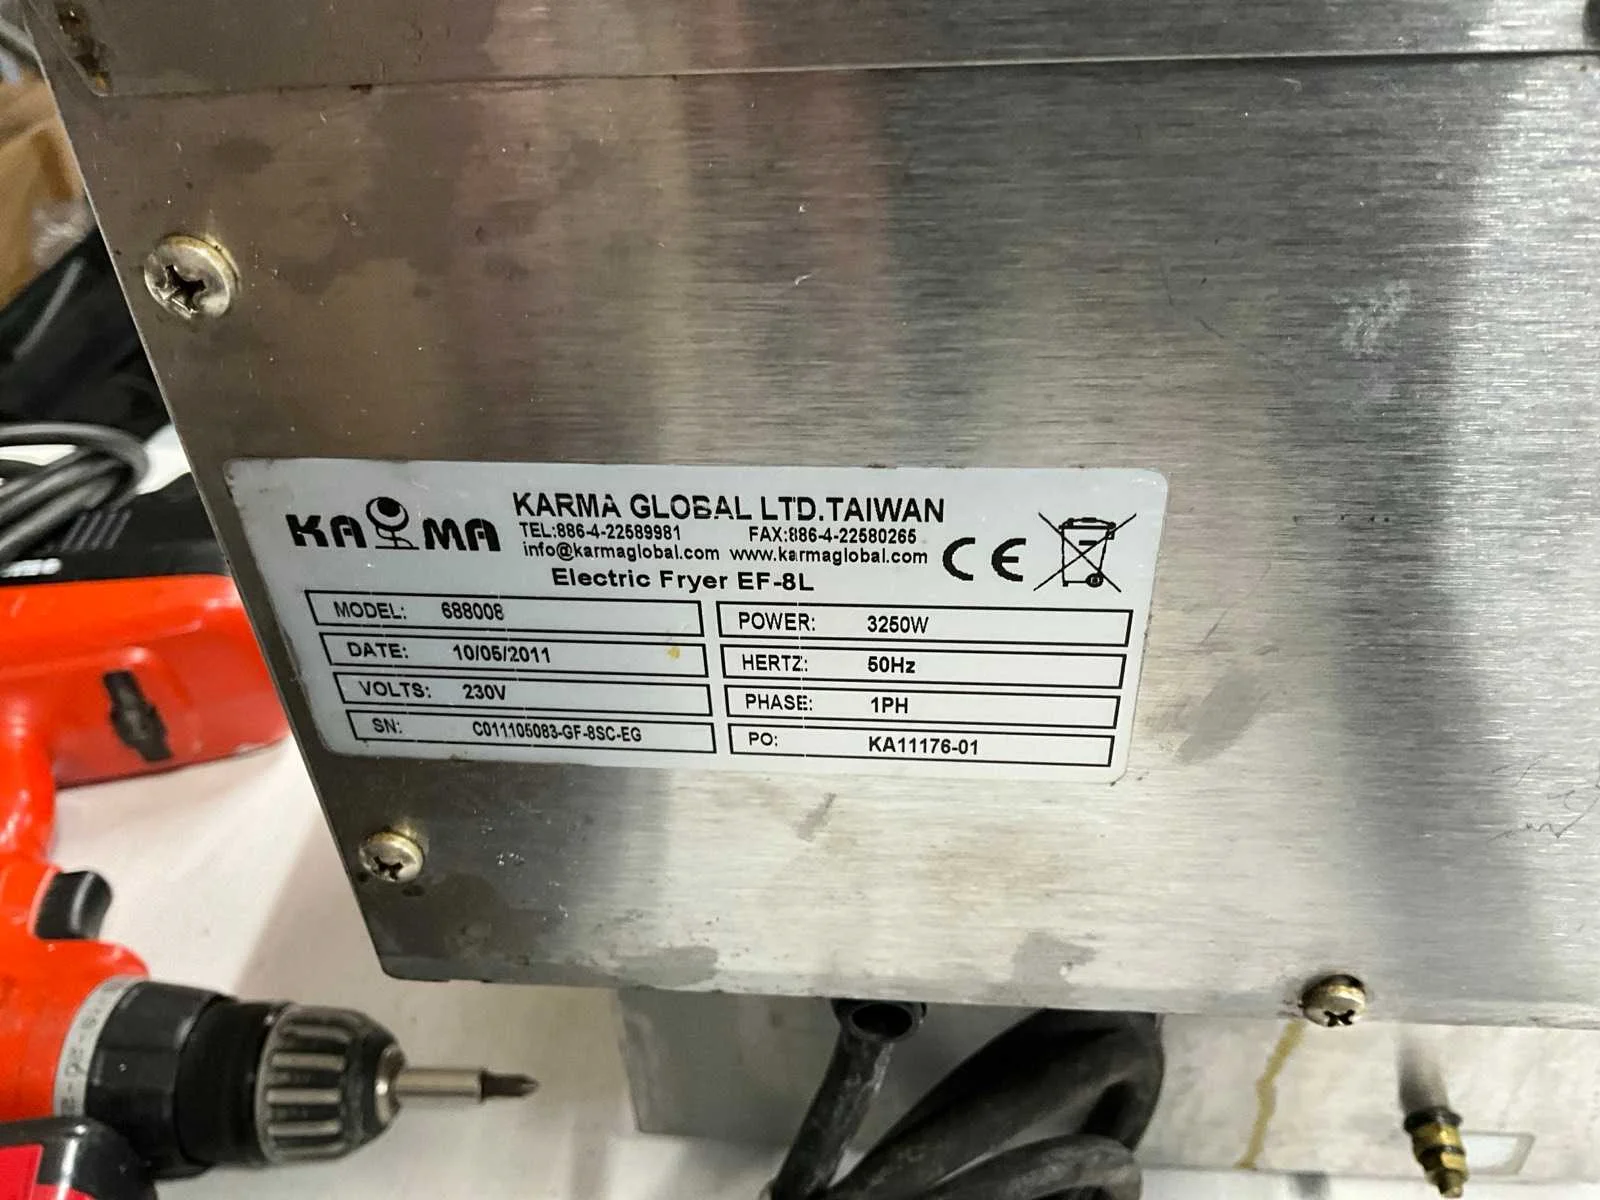 KARMA
KARMA GLOBAL LTD.TAIWAN
TEL:886-4-22589981 FAX:886-4-22580265
info@karmaglobal.com www.karmaglobal.com
CE
Electric Fryer EF-8L
MODEL: 688008
DATE: 10/05/2011
VOLTS: 230V
SN: C011105083-GF-8SC-EG
POWER: 3250W
HERTZ: 50Hz
PHASE: 1PH
PO: KA11176-01